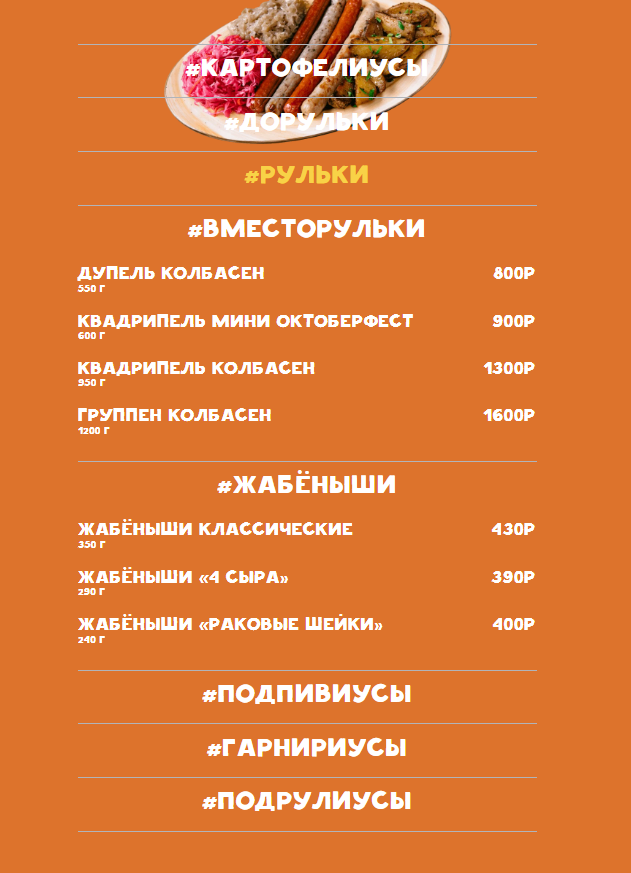 #КАРТОФЕЛИУСЫ
#ДОРУЛЬКИ
#РУЛЬКИ
#ВМЕСТОРУЛЬКИ
ДУПЕЛЬ КОЛБАСЕН 800Р
550 Г
КВАДРИПЕЛЬ МИНИ ОКТОБЕРФЕСТ 900Р
600 Г
КВАДРИПЕЛЬ КОЛБАСЕН 1300Р
950 Г
ГРУППЕН КОЛБАСЕН 1600Р
1200 Г
#ЖАБЁНЫШИ
ЖАБЁНЫШИ КЛАССИЧЕСКИЕ 430Р
350 Г
ЖАБЁНЫШИ «4 СЫРА» 390Р
290 Г
ЖАБЁНЫШИ «РАКОВЫЕ ШЕЙКИ» 400Р
240 Г
#ПОДПИВИУСЫ
#ГАРНИРИУСЫ
#ПОДРУЛИУСЫ